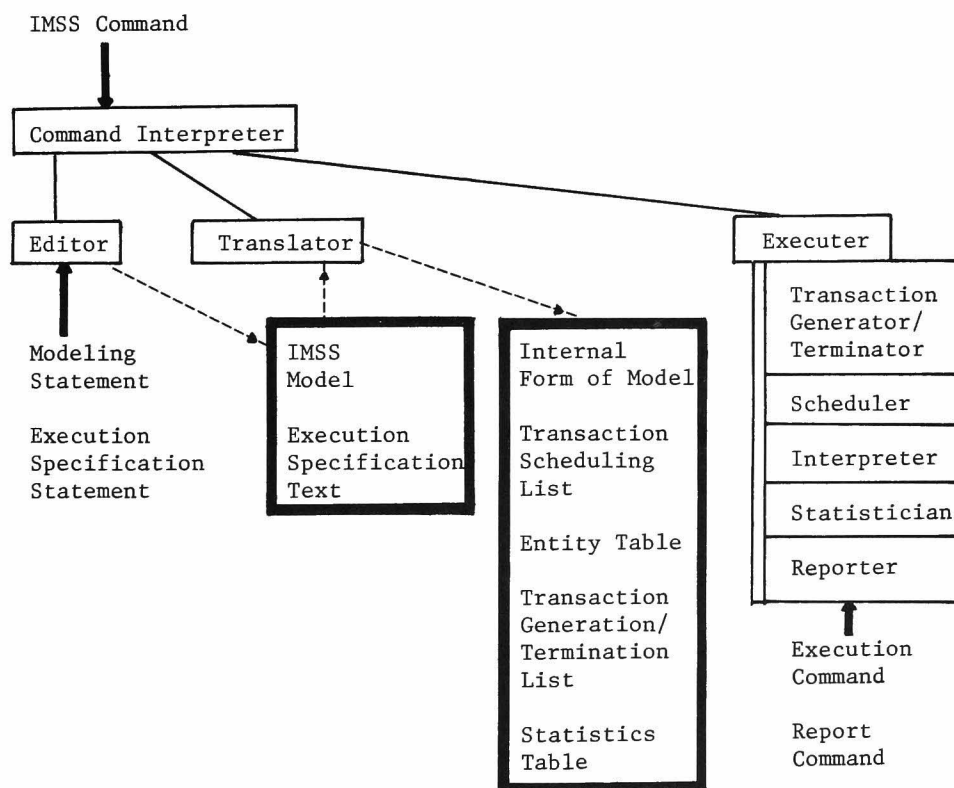 IMSS Command
Command Interpreter
Editor
Translator
Executer
Modeling
Statement
Execution
Specification
Statement
IMSS
Model
Execution
Specification
Text
Internal
Form of Model
Transaction
Scheduling
List
Entity Table
Transaction
Generation/
Termination
List
Statistics
Table
Transaction
Generator/
Terminator
Scheduler
Interpreter
Statistician
Reporter
Execution
Command
Report
Command